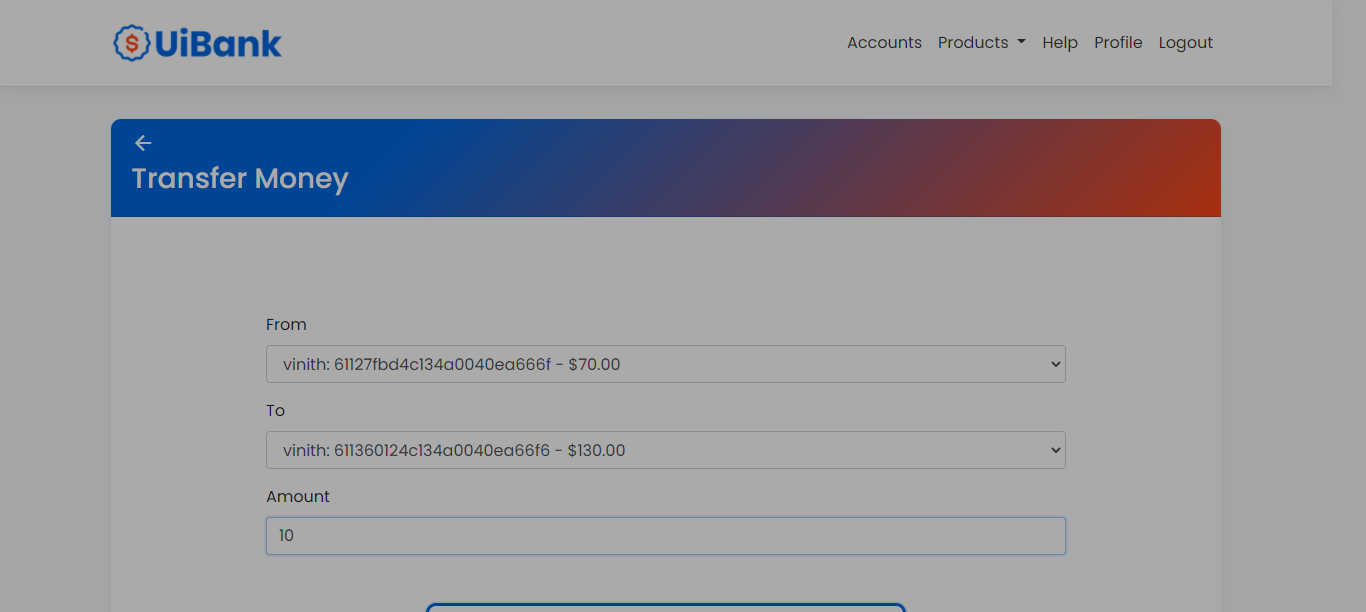 $ UiBank
Accounts Products Help Profile Logout
Transfer Money
From
vinith: 61127fbd4c134a0040ea666f - $70.00
To
vinith: 611360124c134a0040ea66f6 - $130.00
Amount
10